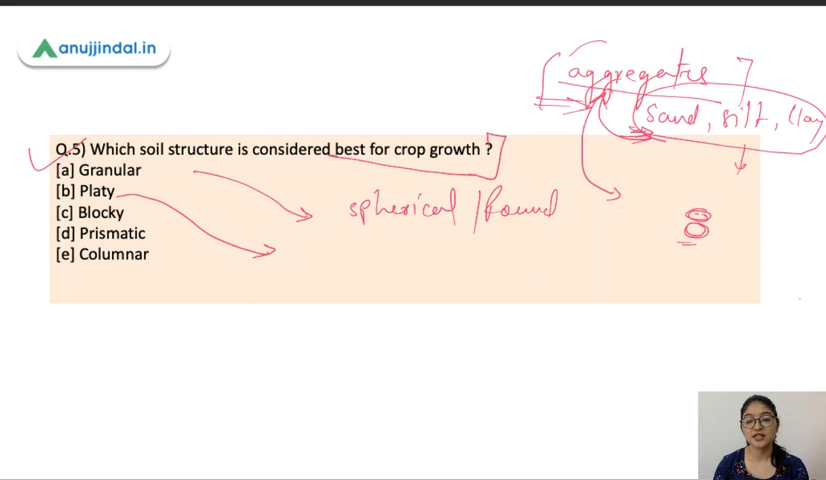 anujjindal.in
[aggregates]
Sand, silt, Clay
Q.5) Which soil structure is considered best for crop growth ?
[a] Granular
[b] Platy
[c] Blocky
[d] Prismatic
[e] Columnar
spherical / Round